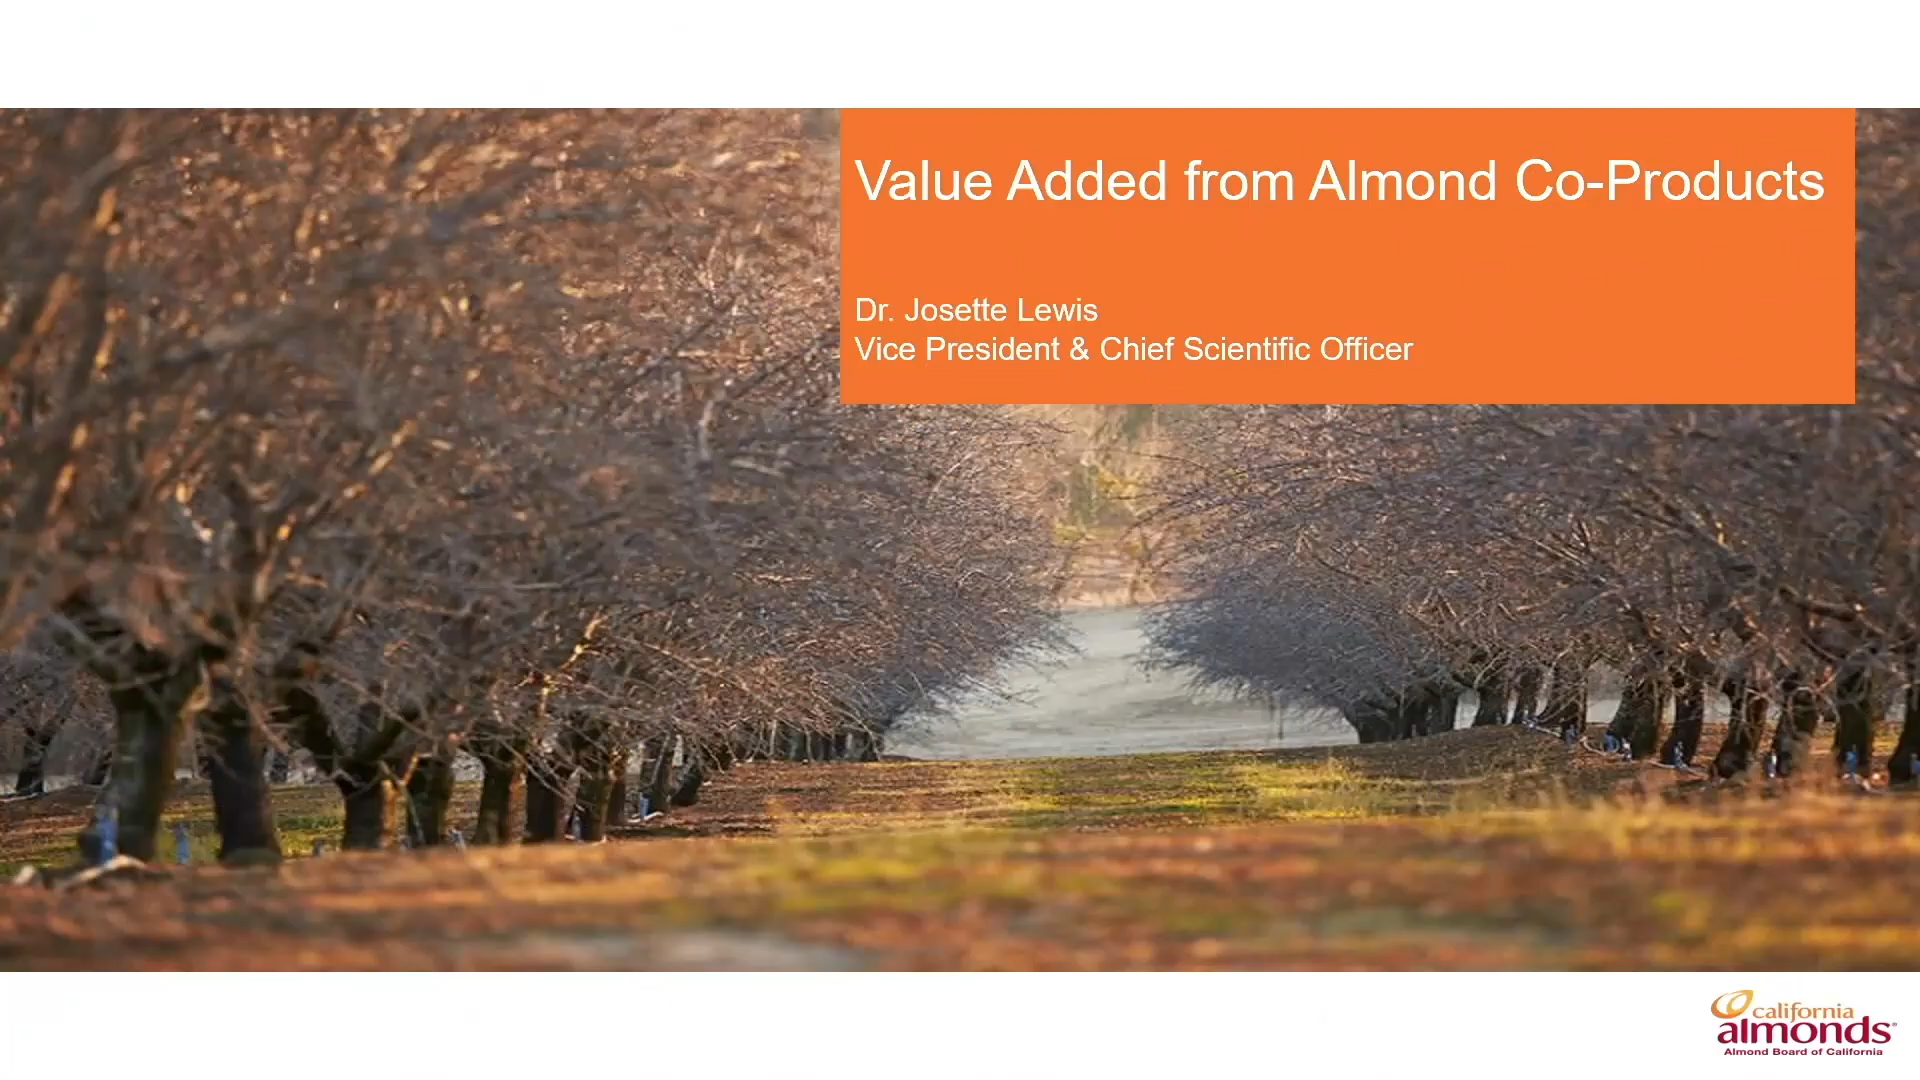 Value Added from Almond Co-Products
Dr. Josette Lewis
Vice President & Chief Scientific Officer
california
almonds®
Almond Board of California